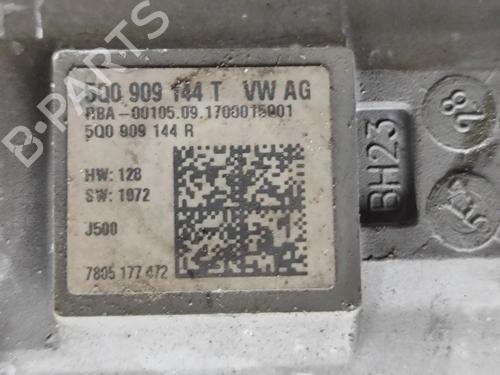 5Q0 909 144 T VW AG
RBA-00105.09.1700015901
5Q0 909 144 R
HW: 128
SW: 1072
J500
7805 177 472
BH23
28
B-PARTS